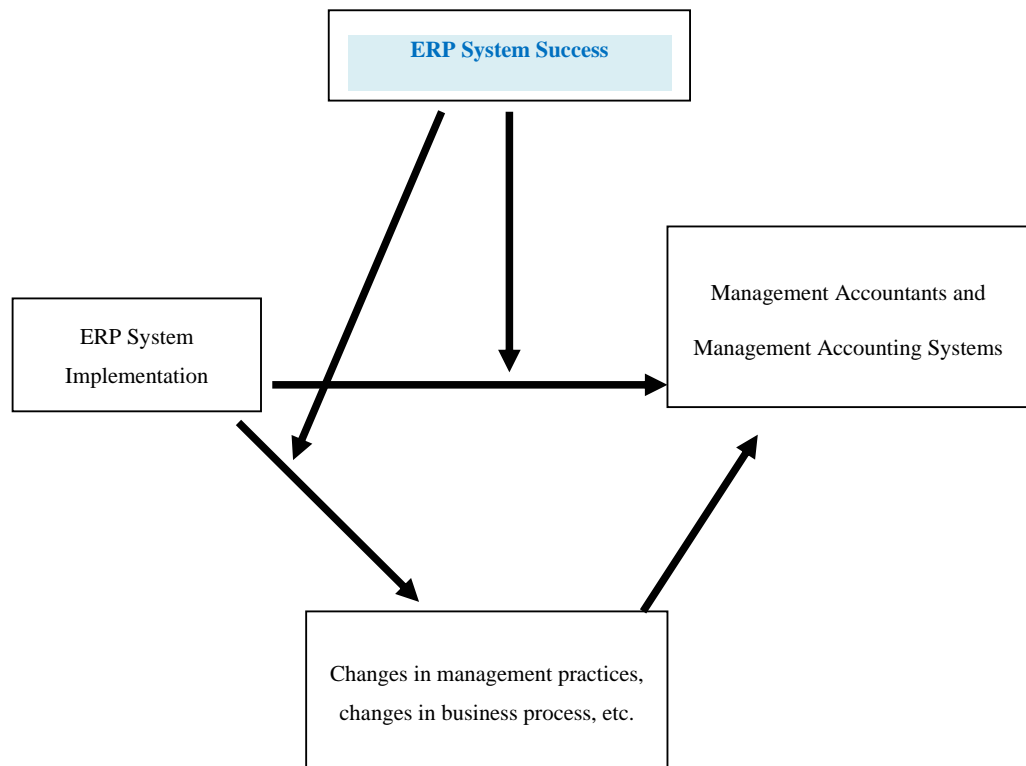 ERP System Success
Management Accountants and
Management Accounting Systems
ERP System
Implementation
Changes in management practices,
changes in business process, etc.